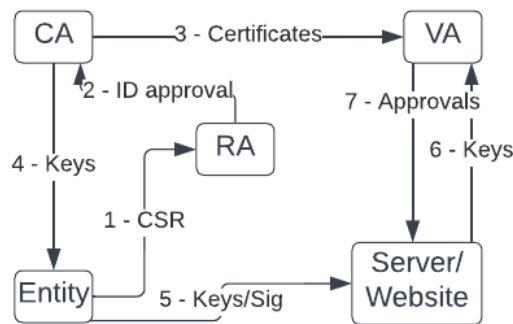 CA
3 - Certificates
VA
2 - ID approval
7 - Approvals
RA
6 - Keys
4 - Keys
1 - CSR
Entity
5 - Keys/Sig
Server/
Website